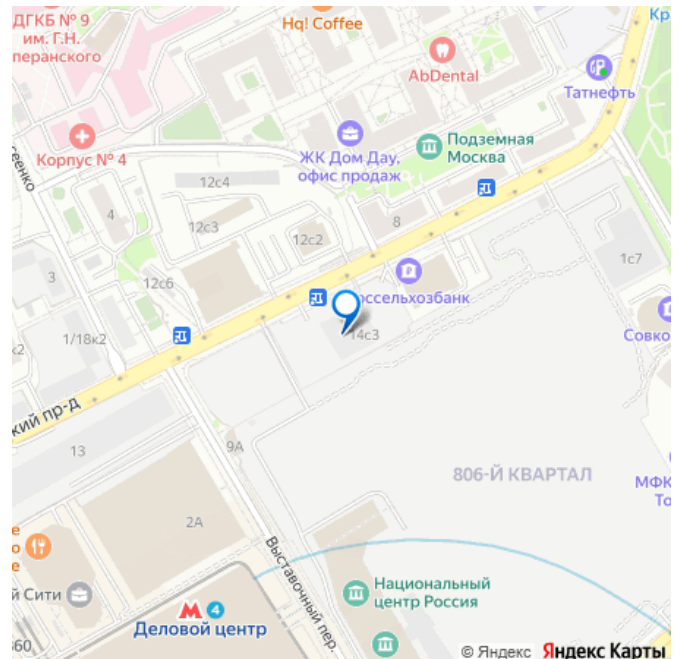 ДГКБ № 9
им. Г.Н.
перанского
Hq! Coffee
Кр
AbDental
Татнефть
Корпус № 4
ЖК Дом Дау,
офис продаж
Подземная
Москва
сеенко
12с4
4
12с3
8
12с2
1с7
3
12с6
оссельхозбанк
1/18к2
к2
14с3
Совко
кий пр-д
13
9А
806-Й КВАРТАЛ
МФК
То
2А
е
о
е
Выставочный пер.
й Сити
Национальный
центр Россия
М 4
Деловой центр
360
© Яндекс Яндекс Карты